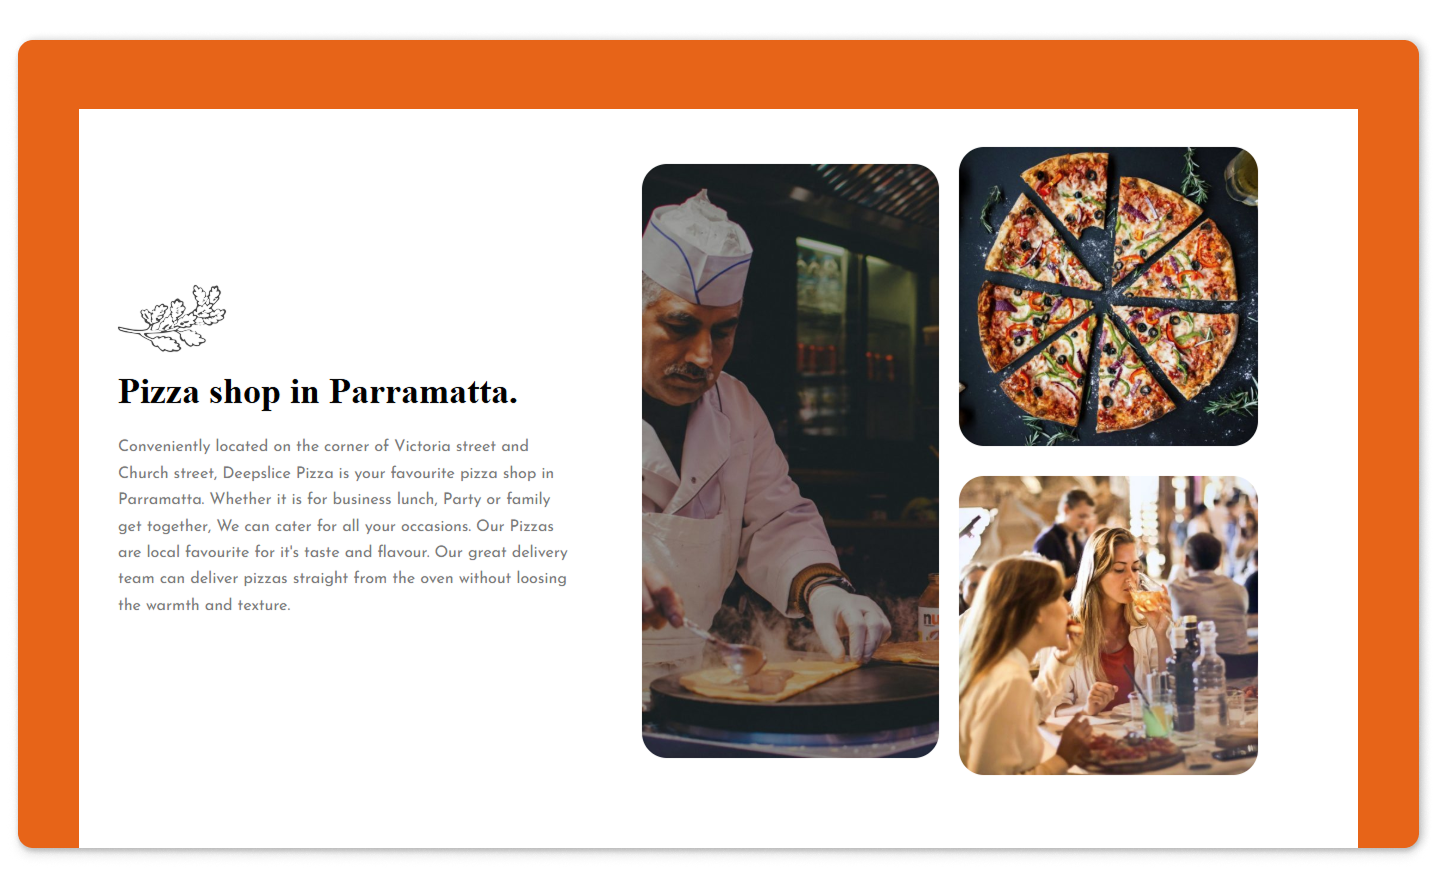 Pizza shop in Parramatta.
Conveniently located on the corner of Victoria street and
Church street, Deepslice Pizza is your favourite pizza shop in
Parramatta. Whether it is for business lunch, Party or family
get together, We can cater for all your occasions. Our Pizzas
are local favourite for it's taste and flavour. Our great delivery
team can deliver pizzas straight from the oven without loosing
the warmth and texture.